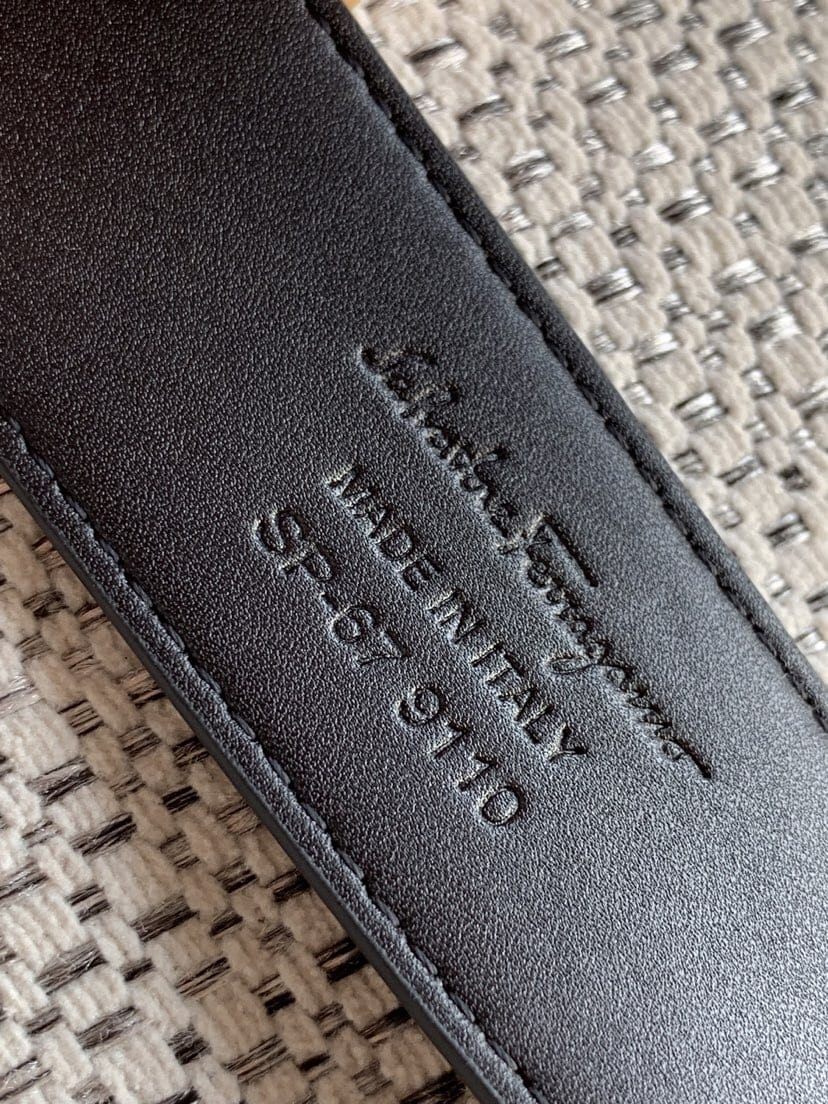 Salvatore Ferragamo
MADE IN ITALY
SP-67 9110